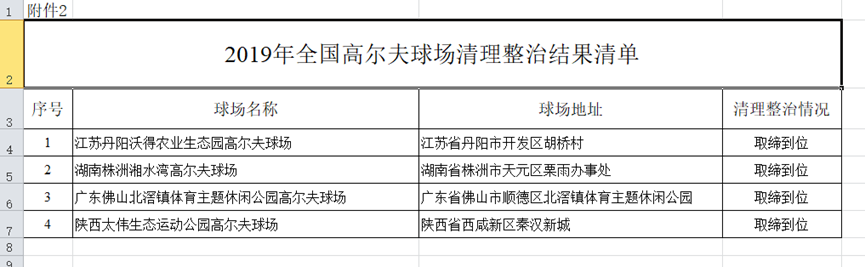 1 附件2
2 2019年全国高尔夫球场清理整治结果清单
3 序号 球场名称 球场地址 清理整治情况
4 1 江苏丹阳沃得农业生态园高尔夫球场 江苏省丹阳市开发区胡桥村 取缔到位
5 2 湖南株洲湘水湾高尔夫球场 湖南省株洲市天元区栗雨办事处 取缔到位
6 3 广东佛山北滘镇体育主题休闲公园高尔夫球场 广东省佛山市顺德区北滘镇体育主题休闲公园 取缔到位
7 4 陕西太伟生态运动公园高尔夫球场 陕西省西咸新区秦汉新城 取缔到位
8
9